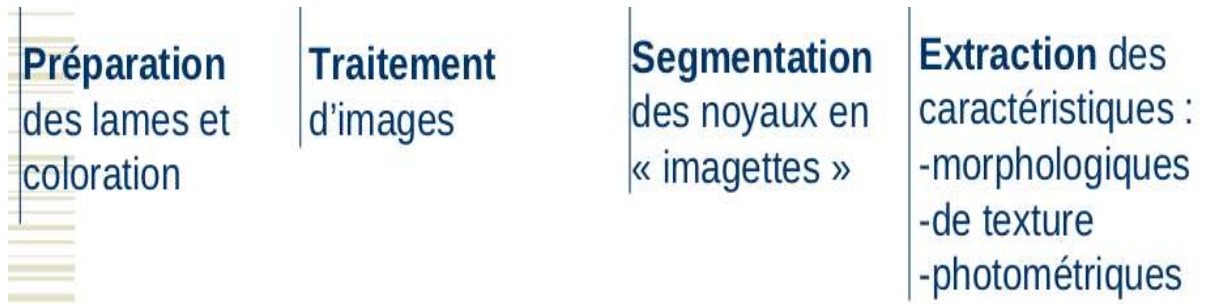 Préparation
des lames et
coloration
Traitement
d’images
Segmentation
des noyaux en
« imagettes »
Extraction des
caractéristiques :
-morphologiques
-de texture
-photométriques